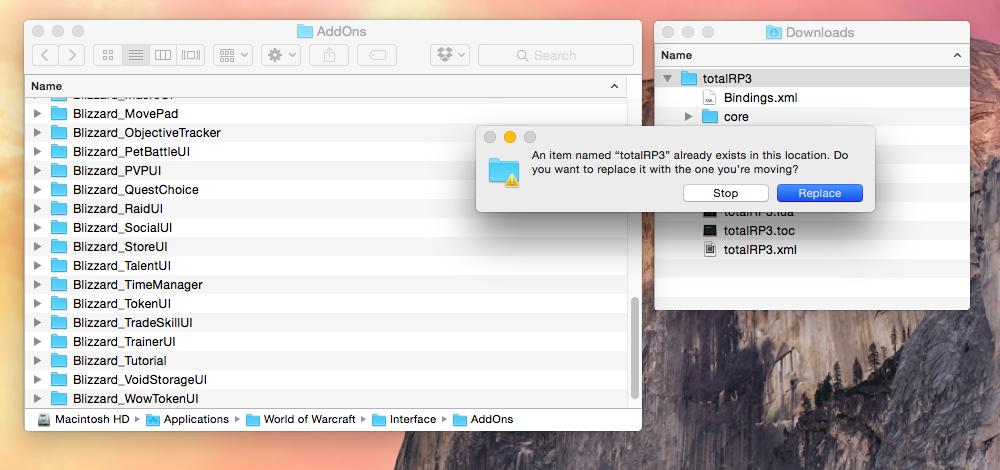 AddOns
Search
Name
Blizzard_MovePad
Blizzard_ObjectiveTracker
Blizzard_PetBattleUI
Blizzard_PVPUI
Blizzard_QuestChoice
Blizzard_RaidUI
Blizzard_SocialUI
Blizzard_StoreUI
Blizzard_TalentUI
Blizzard_TimeManager
Blizzard_TokenUI
Blizzard_TradeSkillUI
Blizzard_TrainerUI
Blizzard_Tutorial
Blizzard_VoidStorageUI
Blizzard_WowTokenUI
Macintosh HD Applications World of Warcraft Interface AddOns
Downloads
Name
totalRP3
Bindings.xml
XML
core
An item named “totalRP3” already exists in this location. Do
you want to replace it with the one you're moving?
Stop Replace
totalRP3.lua
totalRP3.toc
totalRP3.xml